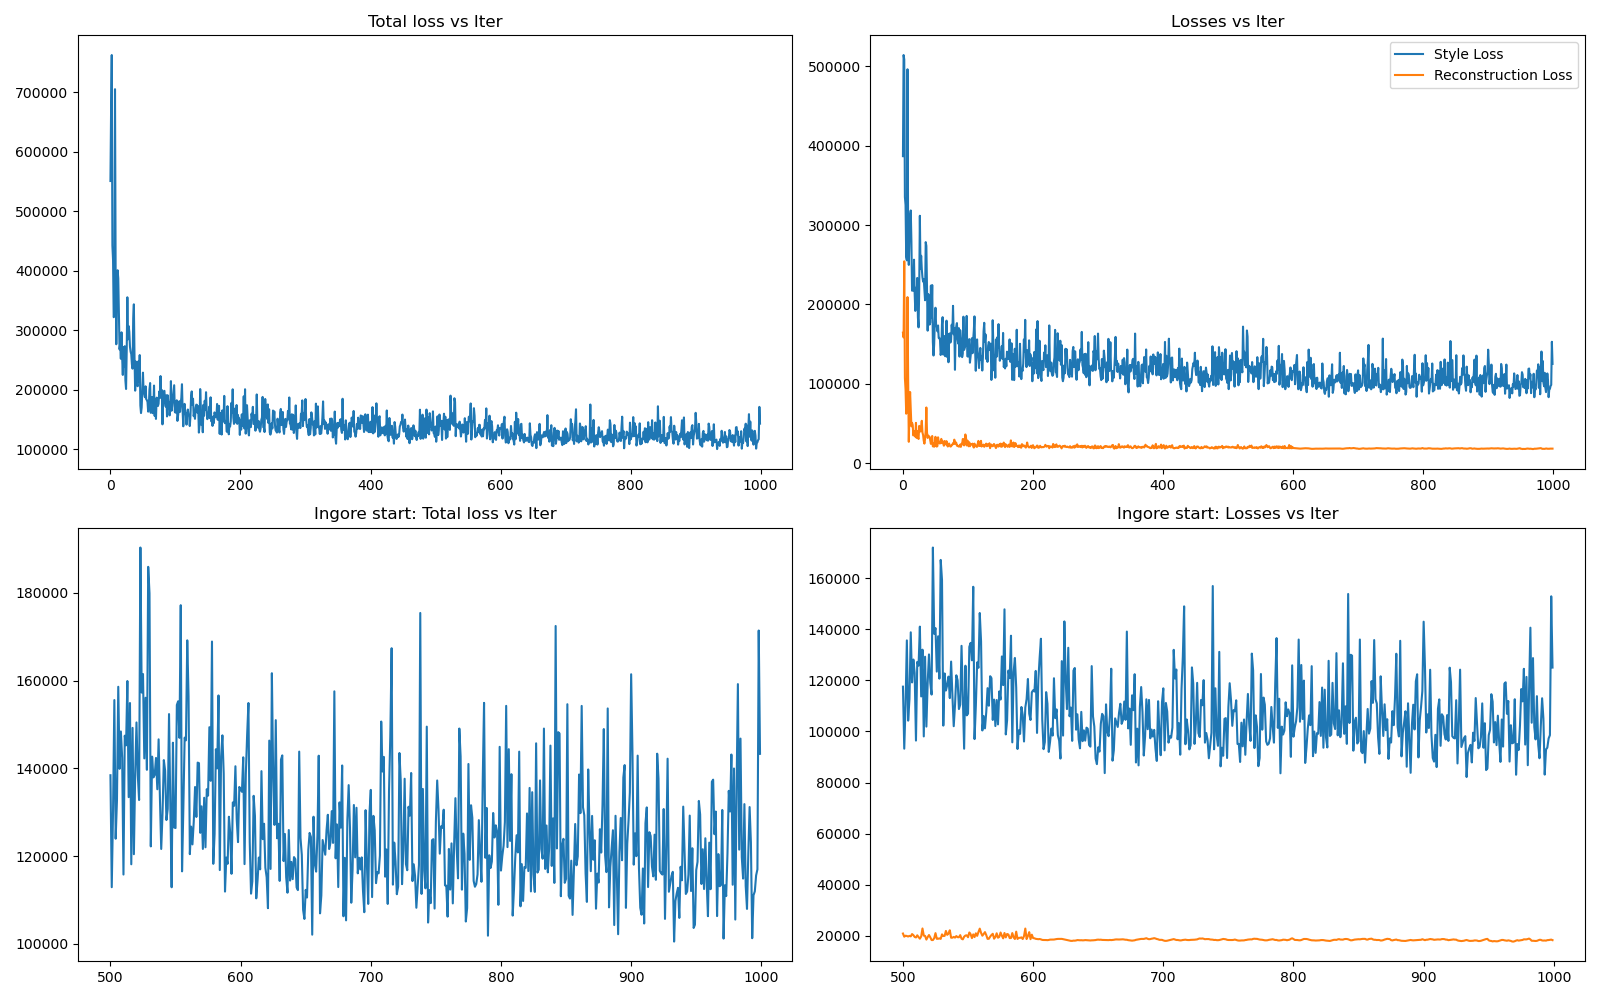 Total loss vs Iter
700000
600000
500000
400000
300000
200000
100000
0 200 400 600 800 1000
Losses vs Iter
Style Loss
Reconstruction Loss
500000
400000
300000
200000
100000
0
0 200 400 600 800 1000
Ingore start: Total loss vs Iter
180000
160000
140000
120000
100000
500 600 700 800 900 1000
Ingore start: Losses vs Iter
160000
140000
120000
100000
80000
60000
40000
20000
500 600 700 800 900 1000